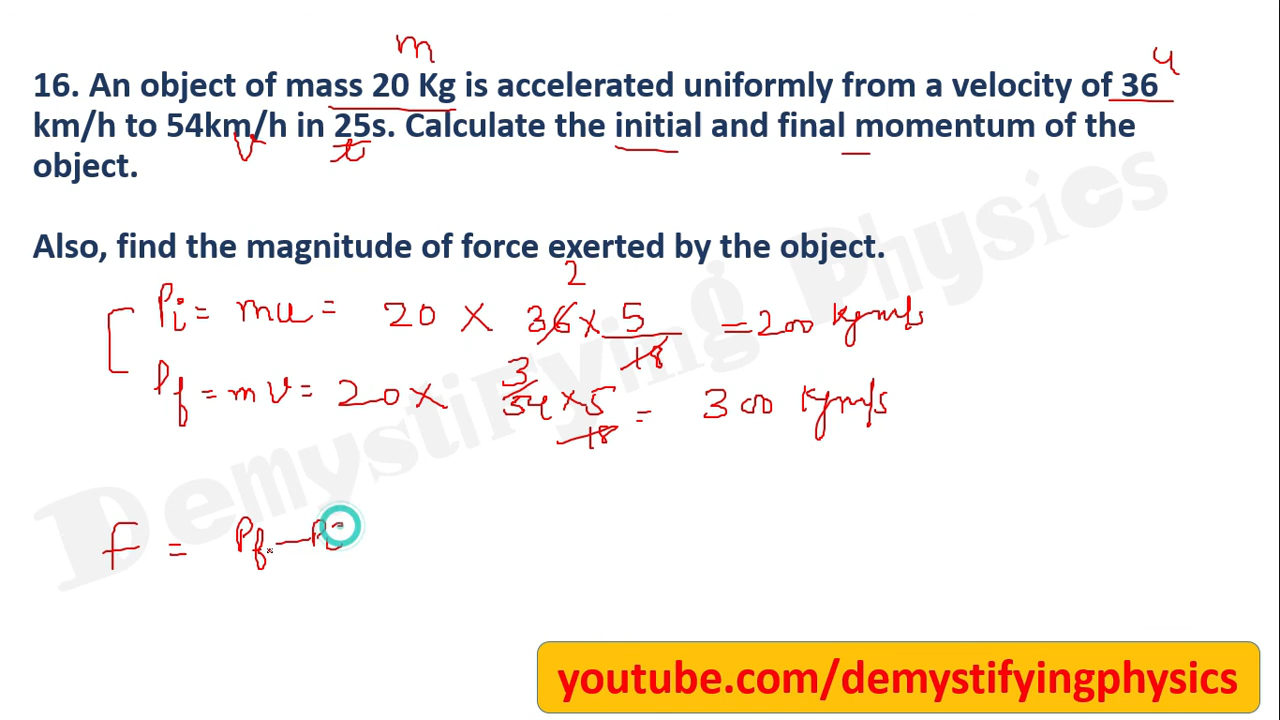 m
u
16. An object of mass 20 Kg is accelerated uniformly from a velocity of 36
km/h to 54km/h in 25s. Calculate the initial and final momentum of the
v
t
object.
Also, find the magnitude of force exerted by the object.
2
Pi = mu = 20 × 36 × 5 = 200 kgm/s
18
3
Pf = mv = 20 × 54 × 5 = 300 kgm/s
18
F = Pf - Pi
Demystifying Physics
youtube.com/demystifyingphysics